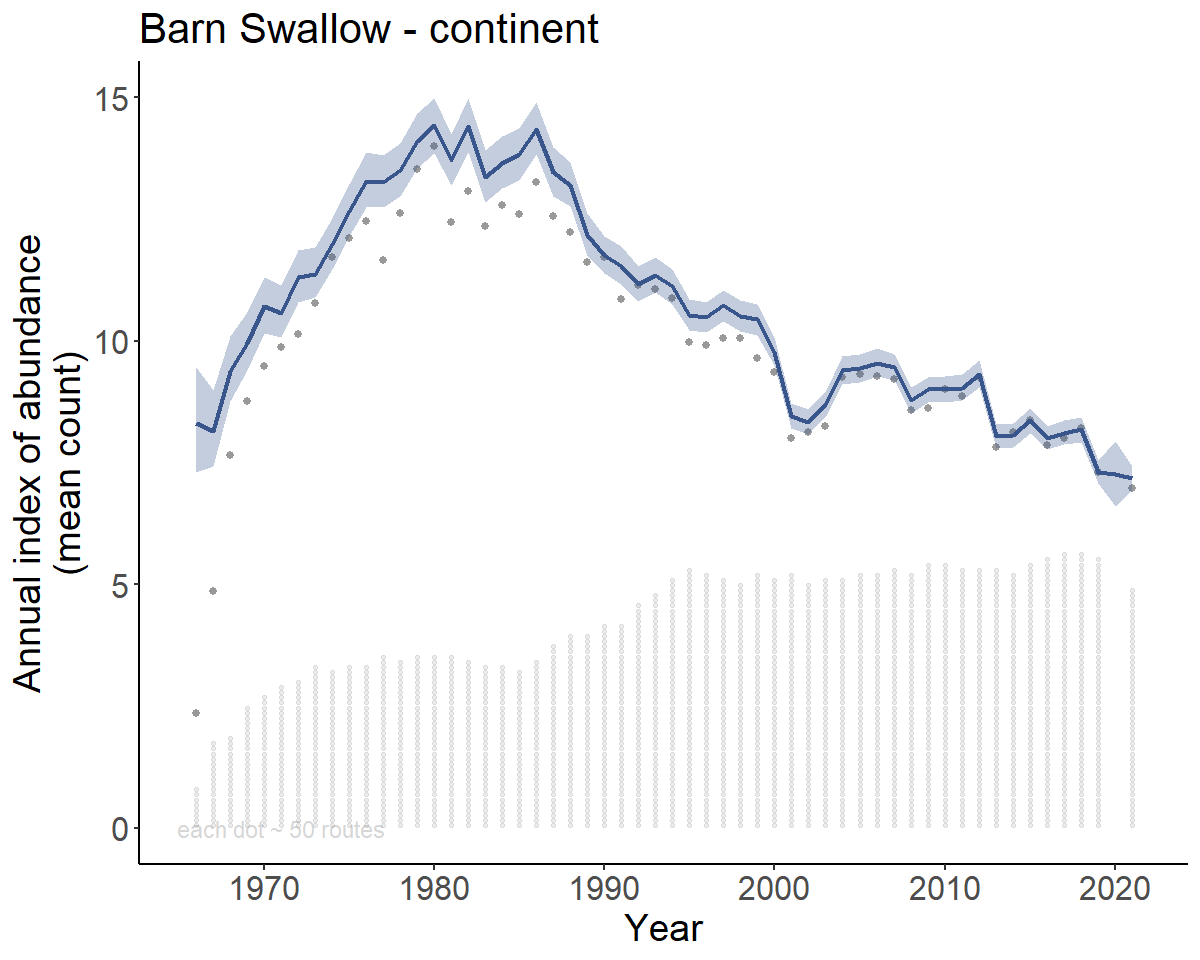 Barn Swallow - continent
Annual index of abundance
(mean count)
15
10
5
0
each dot ~ 50 routes
1970
1980
1990
2000
2010
2020
Year